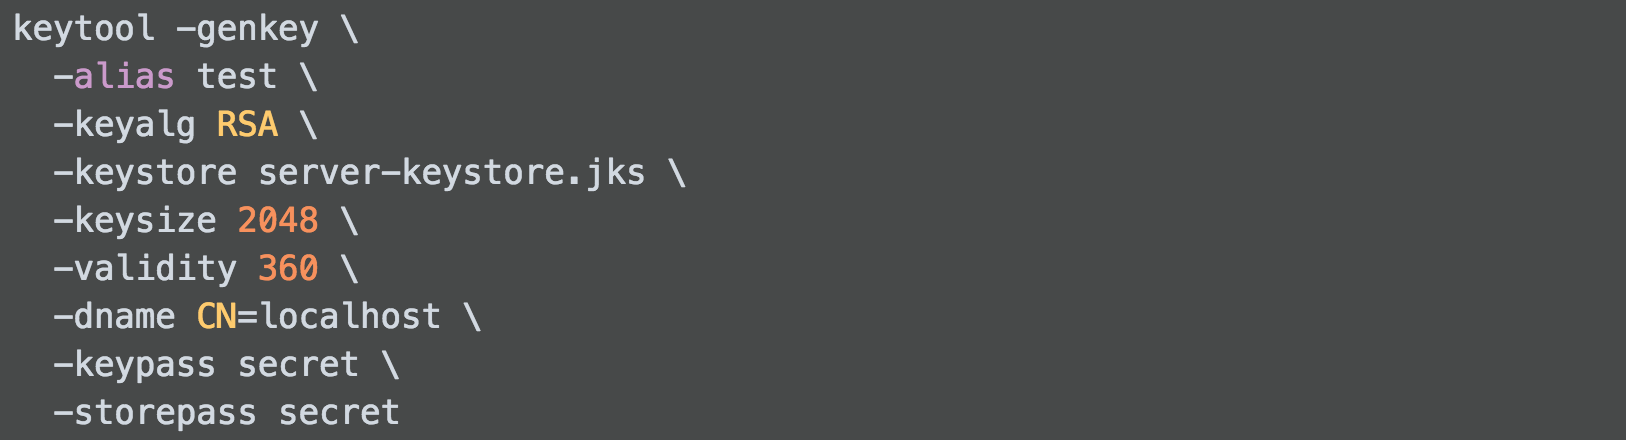 keytool -genkey \
-alias test \
-keyalg RSA \
-keystore server-keystore.jks \
-keysize 2048 \
-validity 360 \
-dname CN=localhost \
-keypass secret \
-storepass secret